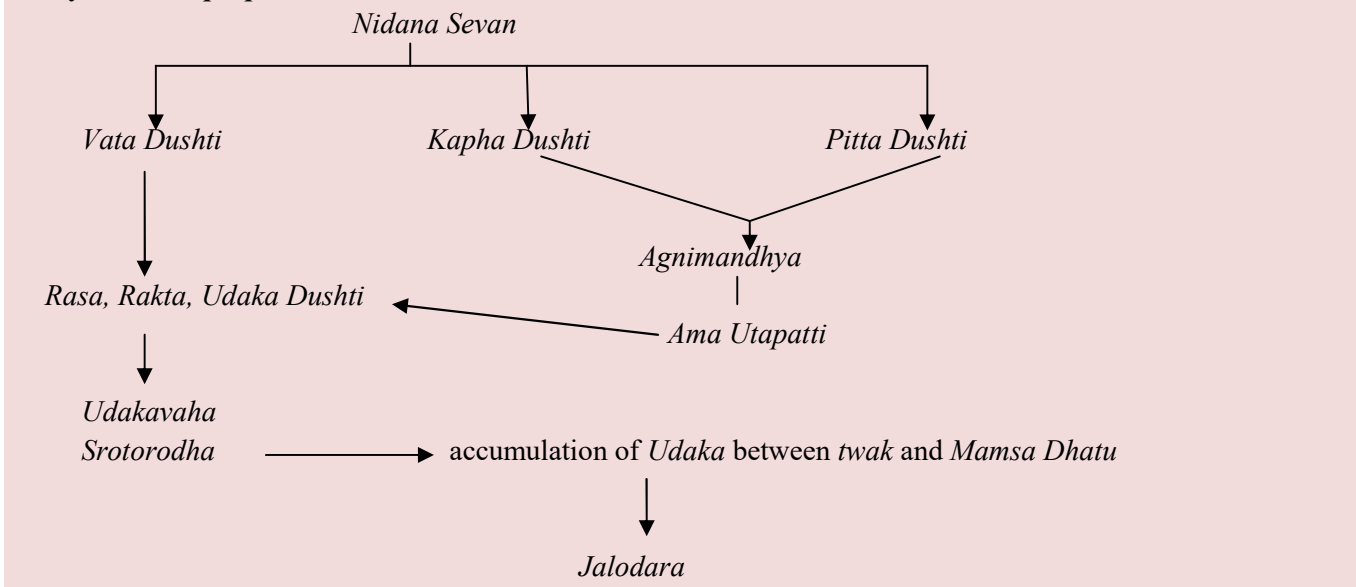 Nidana Sevan
Vata Dushti Kapha Dushti Pitta Dushti
Agnimandhya
Rasa, Rakta, Udaka Dushti
Ama Utapatti
Udakavaha
Srotorodha accumulation of Udaka between twak and Mamsa Dhatu
Jalodara